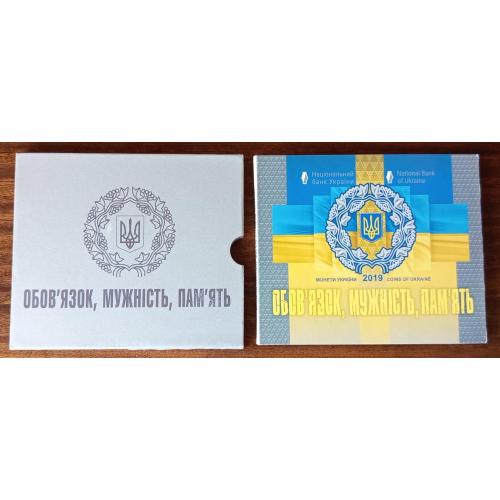 ОБОВ'ЯЗОК, МУЖНІСТЬ, ПАМ'ЯТЬ
Національний
банк України
National Bank
of Ukraine
МОНЕТИ УКРАЇНИ 2019 COINS OF UKRAINE
ОБОВ'ЯЗОК, МУЖНІСТЬ, ПАМ'ЯТЬ